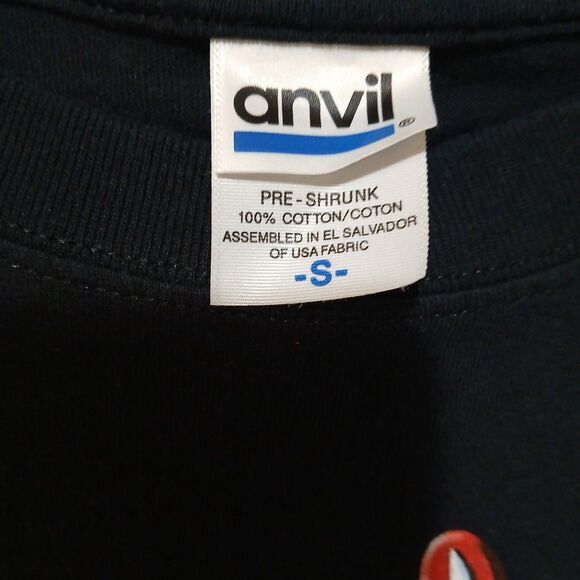 anvil®
PRE-SHRUNK
100% COTTON/COTON
ASSEMBLED IN EL SALVADOR
OF USA FABRIC
-S-